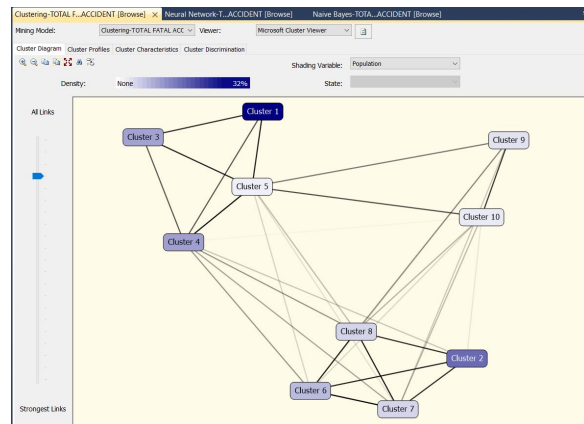 Clustering-TOTAL F...ACCIDENT [Browse] Neural Network-T...ACCIDENT [Browse] Naive Bayes-TOTA...ACCIDENT [Browse]
Mining Model: Clustering-TOTAL FATAL ACC Viewer: Microsoft Cluster Viewer
Cluster Diagram Cluster Profiles Cluster Characteristics Cluster Discrimination
Shading Variable: Population
Density: None 32% State:
All Links
Cluster 1
Cluster 3
Cluster 9
Cluster 5
Cluster 10
Cluster 4
Cluster 8
Cluster 2
Cluster 6
Strongest Links
Cluster 7